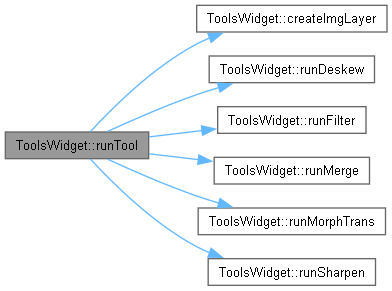 ToolsWidget::createImgLayer
ToolsWidget::runDeskew
ToolsWidget::runFilter
ToolsWidget::runTool
ToolsWidget::runMerge
ToolsWidget::runMorphTrans
ToolsWidget::runSharpen